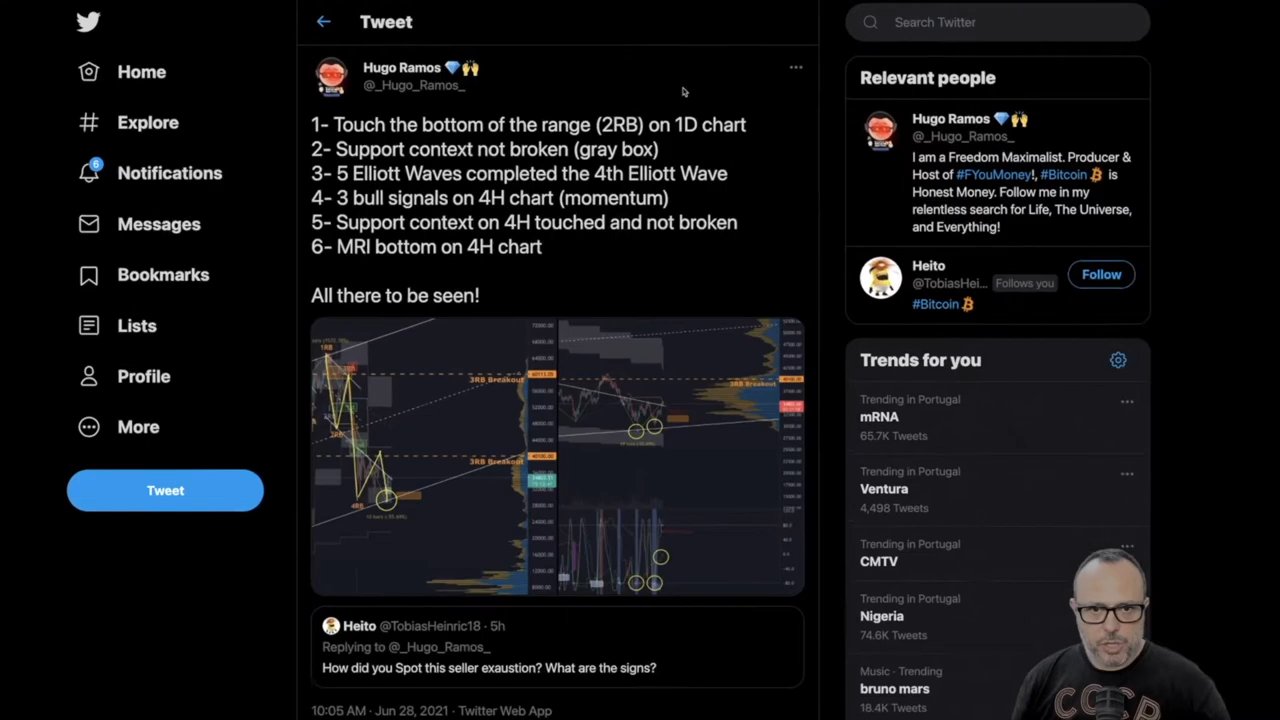 Home
Explore
6
Notifications
Messages
Bookmarks
Lists
Profile
More
Tweet
Tweet
Hugo Ramos
@_Hugo_Ramos_
1- Touch the bottom of the range (2RB) on 1D chart
2- Support context not broken (gray box)
3- 5 Elliott Waves completed the 4th Elliott Wave
4- 3 bull signals on 4H chart (momentum)
5- Support context on 4H touched and not broken
6- MRI bottom on 4H chart
All there to be seen!
1RB
3RB Breakout
3RB Breakout
4RB
3RB Breakout
Heito @TobiasHeinric18 · 5h
Replying to @_Hugo_Ramos_
How did you Spot this seller exaustion? What are the signs?
10:05 AM · Jun 28, 2021 · Twitter Web App
Search Twitter
Relevant people
Hugo Ramos
@_Hugo_Ramos_
I am a Freedom Maximalist. Producer &
Host of #FYouMoney!, #Bitcoin is
Honest Money. Follow me in my
relentless search for Life, The Universe,
and Everything!
Heito
@TobiasHei... Follows you
Follow
#Bitcoin
Trends for you
Trending in Portugal
mRNA
65.7K Tweets
Trending in Portugal
Ventura
4,498 Tweets
Trending in Portugal
CMTV
Trending in Portugal
Nigeria
74.6K Tweets
Music · Trending
bruno mars
18.4K Tweets
CCCP